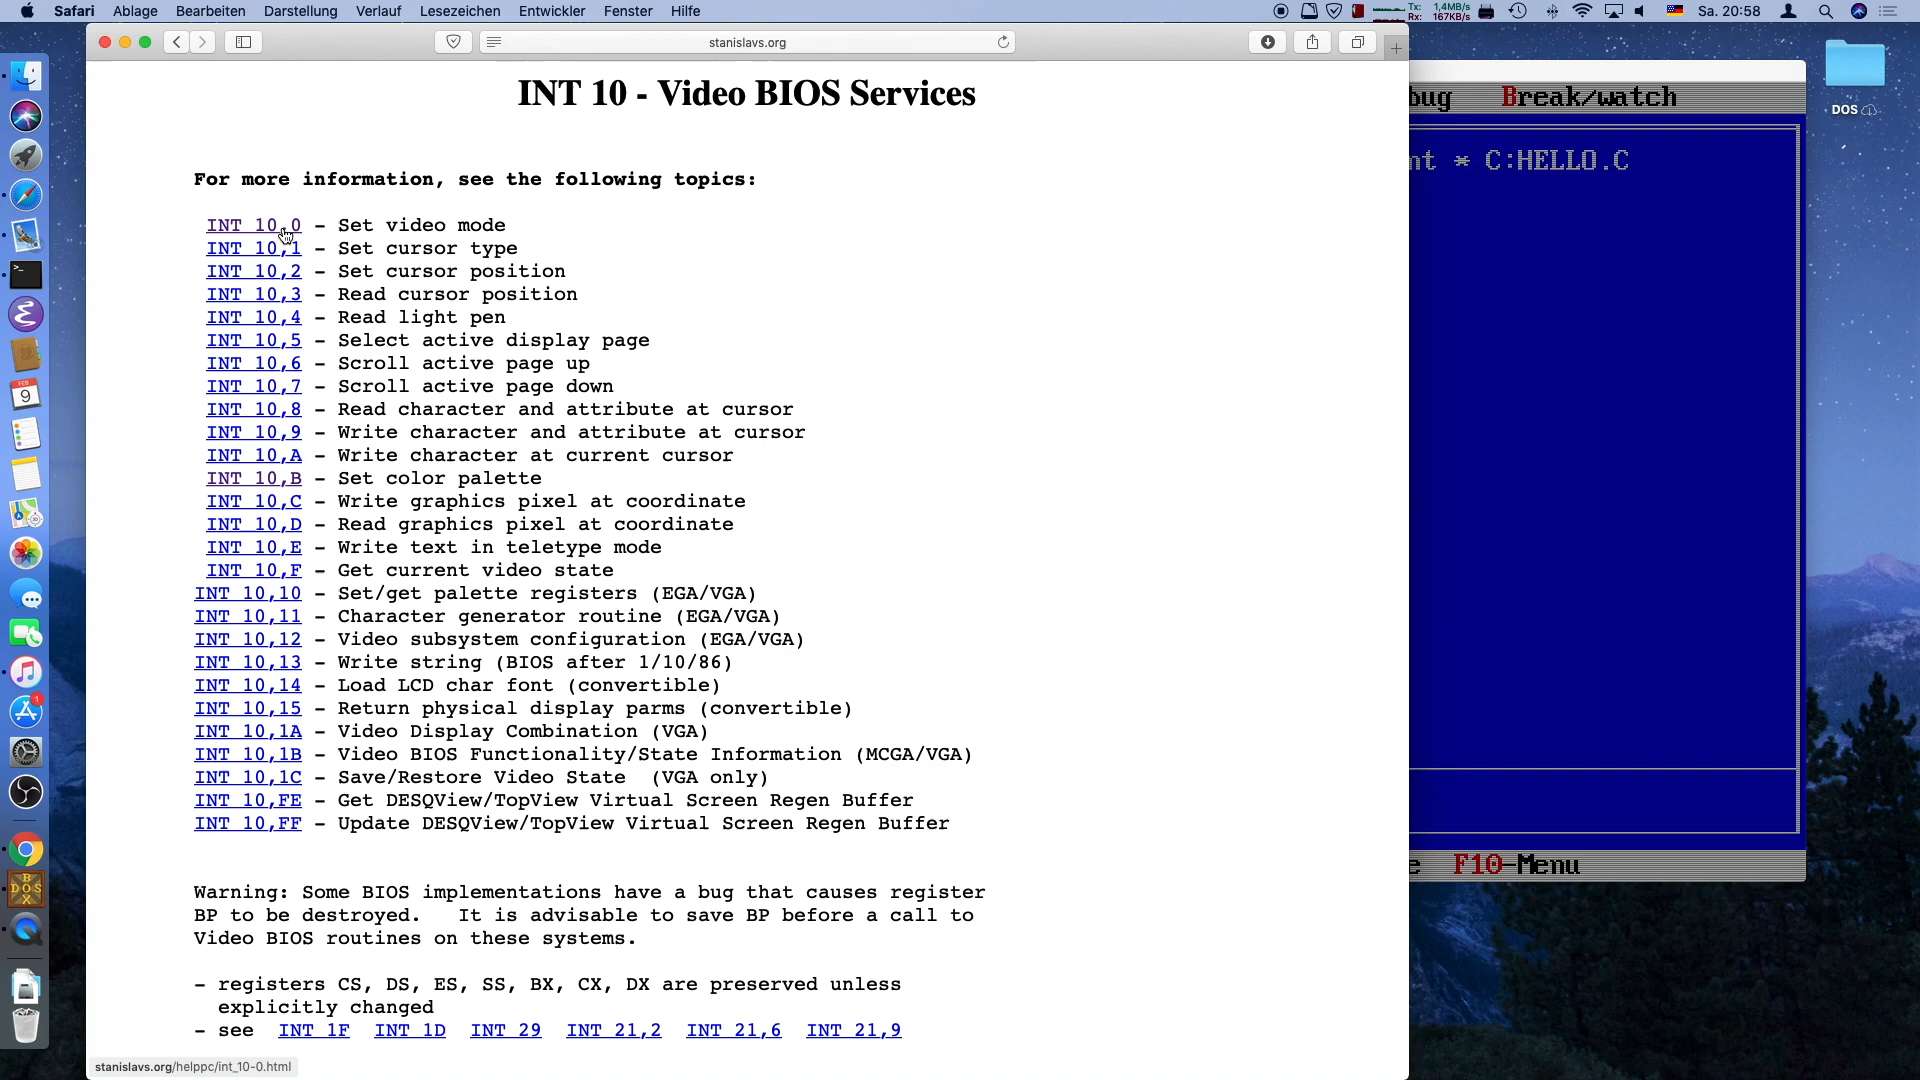 Safari Ablage Bearbeiten Darstellung Verlauf Lesezeichen Entwickler Fenster Hilfe Tx: 1,4MB/s Rx: 167KB/s Sa. 20:58
stanislavs.org
INT 10 - Video BIOS Services
For more information, see the following topics:
INT 10,0 - Set video mode
INT 10,1 - Set cursor type
INT 10,2 - Set cursor position
INT 10,3 - Read cursor position
INT 10,4 - Read light pen
INT 10,5 - Select active display page
INT 10,6 - Scroll active page up
INT 10,7 - Scroll active page down
INT 10,8 - Read character and attribute at cursor
INT 10,9 - Write character and attribute at cursor
INT 10,A - Write character at current cursor
INT 10,B - Set color palette
INT 10,C - Write graphics pixel at coordinate
INT 10,D - Read graphics pixel at coordinate
INT 10,E - Write text in teletype mode
INT 10,F - Get current video state
INT 10,10 - Set/get palette registers (EGA/VGA)
INT 10,11 - Character generator routine (EGA/VGA)
INT 10,12 - Video subsystem configuration (EGA/VGA)
INT 10,13 - Write string (BIOS after 1/10/86)
INT 10,14 - Load LCD char font (convertible)
INT 10,15 - Return physical display parms (convertible)
INT 10,1A - Video Display Combination (VGA)
INT 10,1B - Video BIOS Functionality/State Information (MCGA/VGA)
INT 10,1C - Save/Restore Video State (VGA only)
INT 10,FE - Get DESQView/TopView Virtual Screen Regen Buffer
INT 10,FF - Update DESQView/TopView Virtual Screen Regen Buffer
Warning: Some BIOS implementations have a bug that causes register
BP to be destroyed. It is advisable to save BP before a call to
Video BIOS routines on these systems.
- registers CS, DS, ES, SS, BX, CX, DX are preserved unless
explicitly changed
- see INT 1F INT 1D INT 29 INT 21,2 INT 21,6 INT 21,9
stanislavs.org/helppc/int_10-0.html
bug Break/watch
nt * C:HELLO.C
e F10-Menu
DOS
FEB
9
1
BOX
DOS